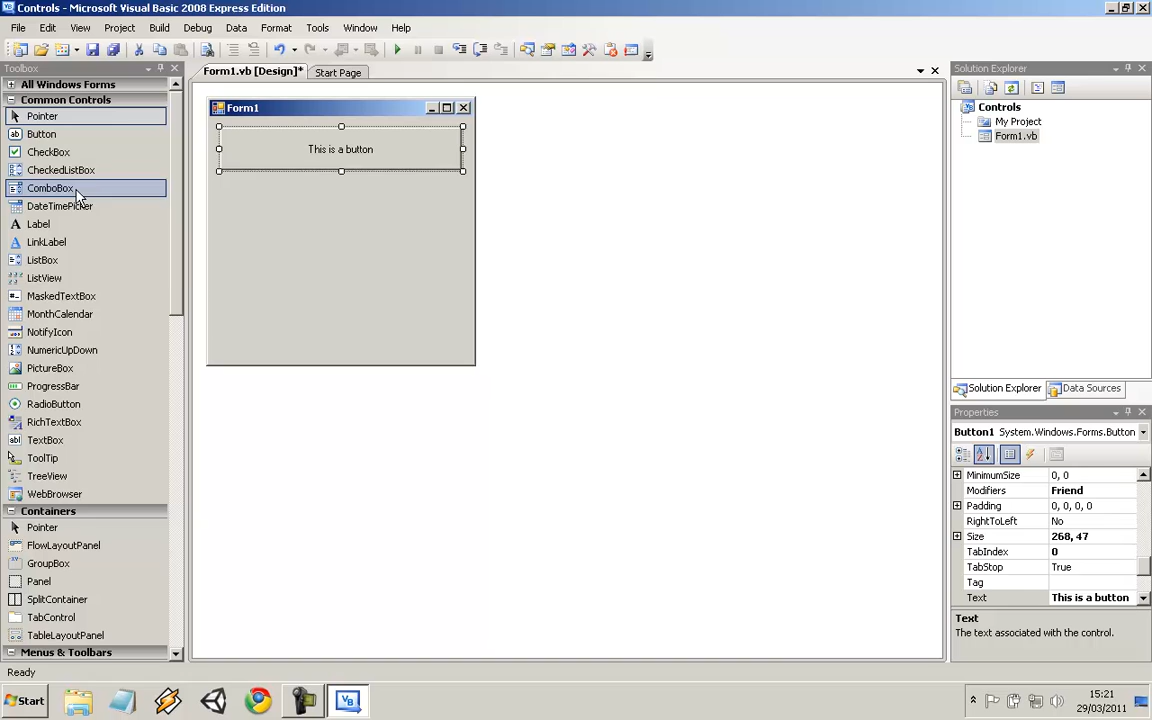 Controls - Microsoft Visual Basic 2008 Express Edition
File Edit View Project Build Debug Data Format Tools Window Help
Toolbox
All Windows Forms
Common Controls
Pointer
Button
CheckBox
CheckedListBox
ComboBox
DateTimePicker
Label
LinkLabel
ListBox
ListView
MaskedTextBox
MonthCalendar
NotifyIcon
NumericUpDown
PictureBox
ProgressBar
RadioButton
RichTextBox
TextBox
ToolTip
TreeView
WebBrowser
Containers
Pointer
FlowLayoutPanel
GroupBox
Panel
SplitContainer
TabControl
TableLayoutPanel
Menus & Toolbars
Form1.vb [Design]* Start Page
Form1
This is a button
Solution Explorer
Controls
My Project
Form1.vb
Solution Explorer Data Sources
Properties
Button1 System.Windows.Forms.Button
MinimumSize 0, 0
Modifiers Friend
Padding 0, 0, 0, 0
RightToLeft No
Size 268, 47
TabIndex 0
TabStop True
Tag
Text This is a button
Text
The text associated with the control.
Ready
Start
VB
15:21
29/03/2011